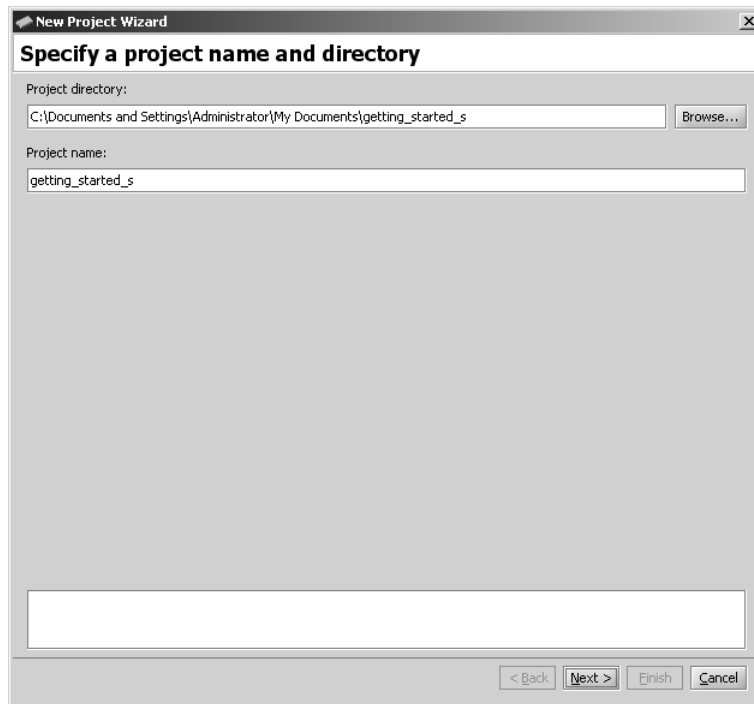 New Project Wizard
Specify a project name and directory
Project directory:
C:\Documents and Settings\Administrator\My Documents\getting_started_s
Browse...
Project name:
getting_started_s
< Back
Next >
Finish
Cancel